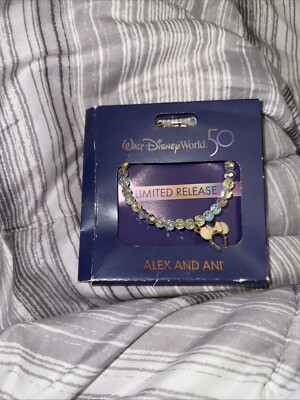 Walt Disney World. 50
LIMITED RELEASE
ALEX AND ANI